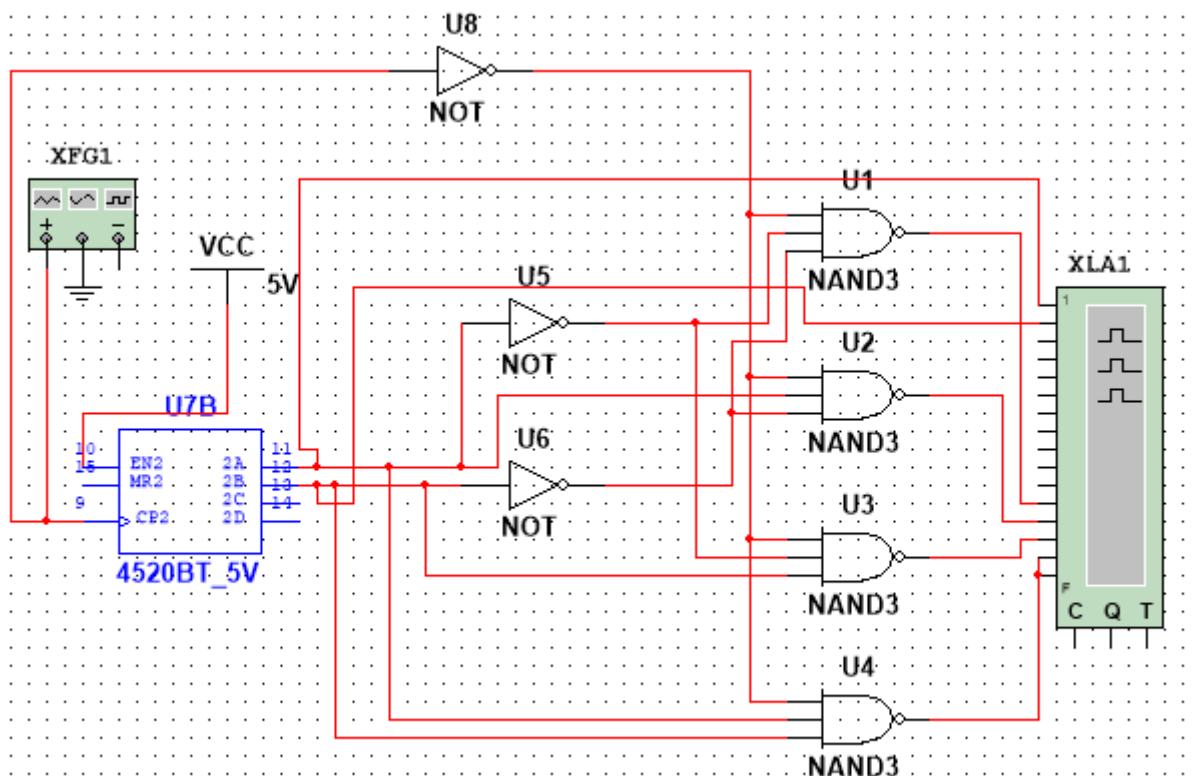 U8
NOT
XFG1
+
−
VCC
5V
U5
NOT
U1
NAND3
XLA1
1
U2
NAND3
U7B
10
15
9
EN2
MR2
CP2
2A
2B
2C
2D
11
12
13
14
4520BT_5V
U6
NOT
U3
NAND3
F
C Q T
U4
NAND3